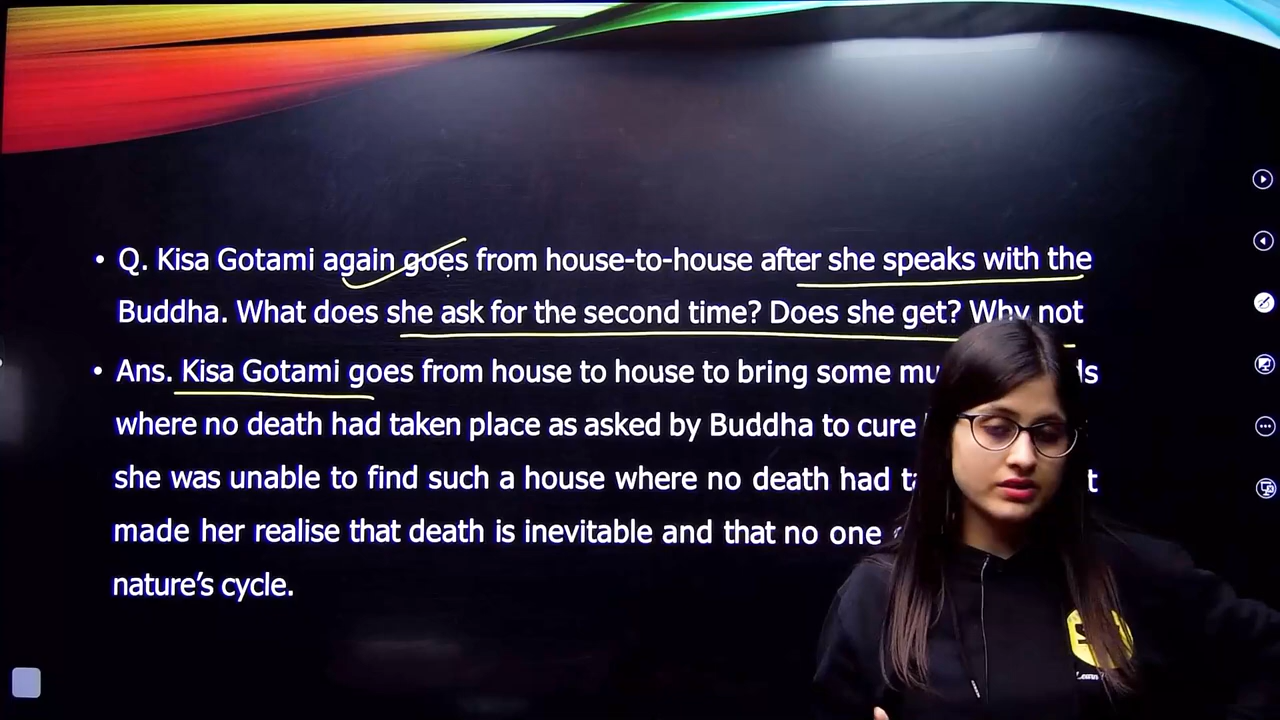 • Q. Kisa Gotami again goes from house-to-house after she speaks with the
Buddha. What does she ask for the second time? Does she get? Why not
• Ans. Kisa Gotami goes from house to house to bring some
where no death had taken place as asked by Buddha to cure
she was unable to find such a house where no death had
made her realise that death is inevitable and that no one
nature's cycle.